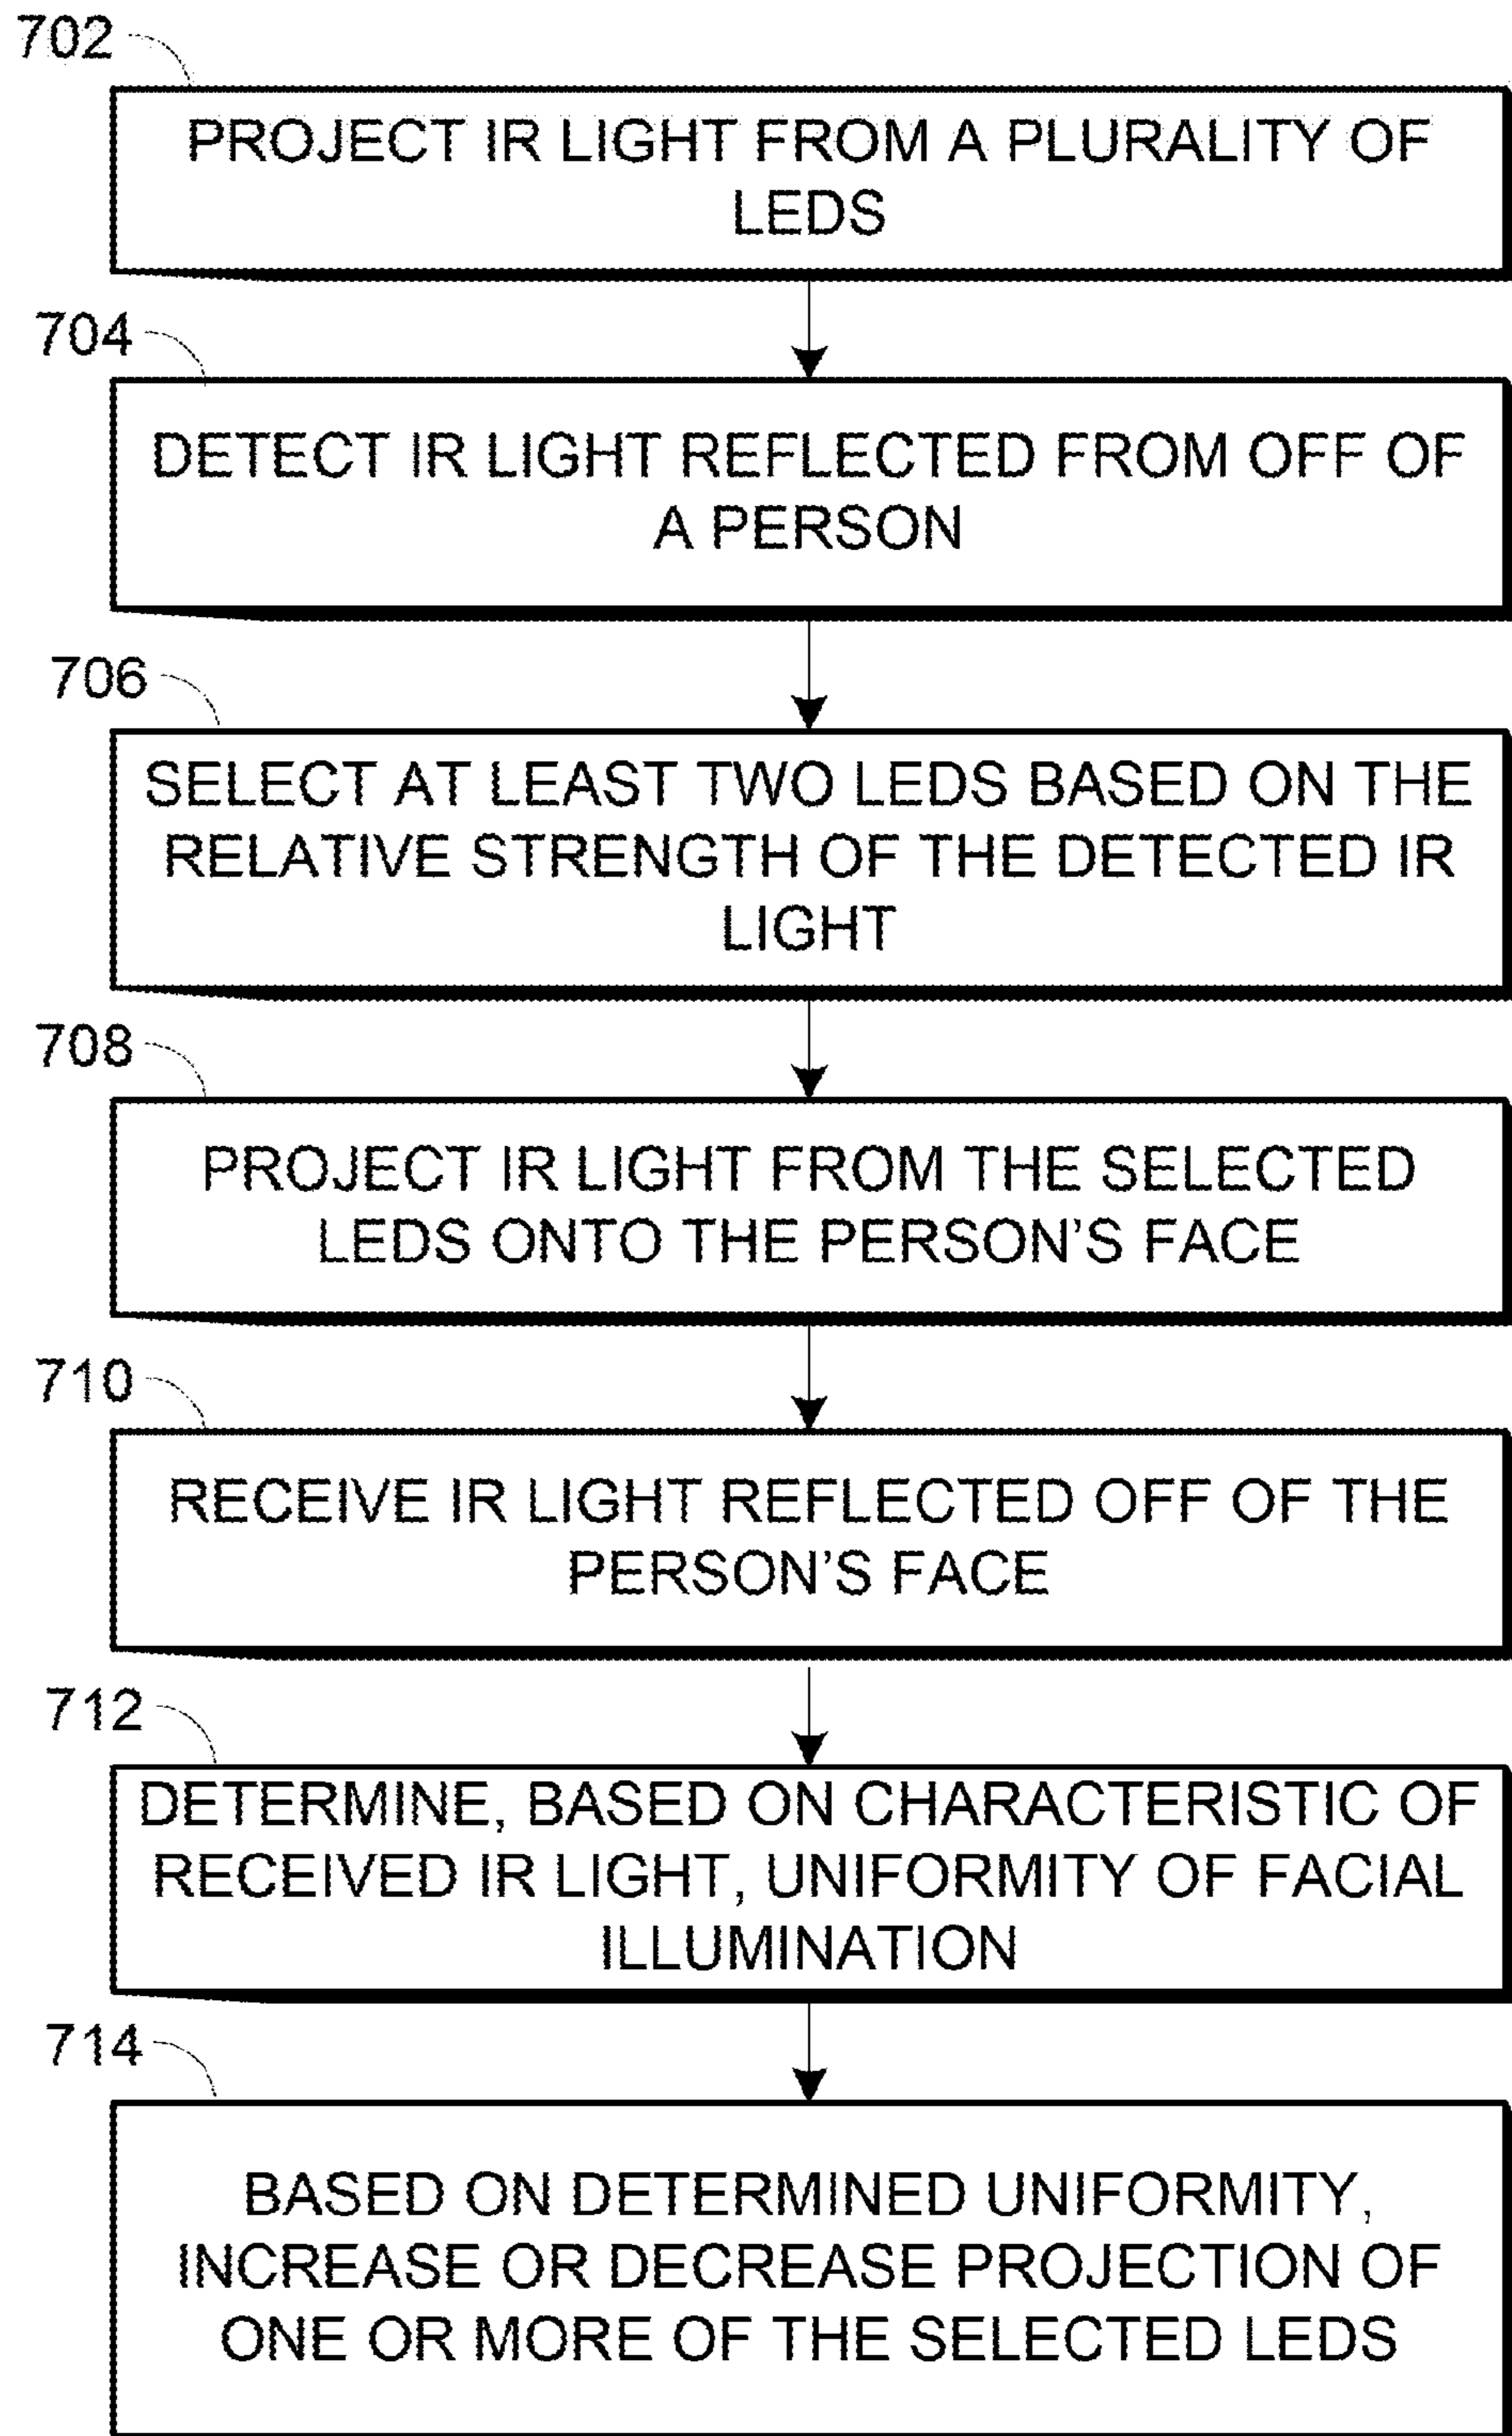 702
PROJECT IR LIGHT FROM A PLURALITY OF
LEDS
704
DETECT IR LIGHT REFLECTED FROM OFF OF
A PERSON
706
SELECT AT LEAST TWO LEDS BASED ON THE
RELATIVE STRENGTH OF THE DETECTED IR
LIGHT
708
PROJECT IR LIGHT FROM THE SELECTED
LEDS ONTO THE PERSON'S FACE
710
RECEIVE IR LIGHT REFLECTED OFF OF THE
PERSON'S FACE
712
DETERMINE, BASED ON CHARACTERISTIC OF
RECEIVED IR LIGHT, UNIFORMITY OF FACIAL
ILLUMINATION
714
BASED ON DETERMINED UNIFORMITY,
INCREASE OR DECREASE PROJECTION OF
ONE OR MORE OF THE SELECTED LEDS